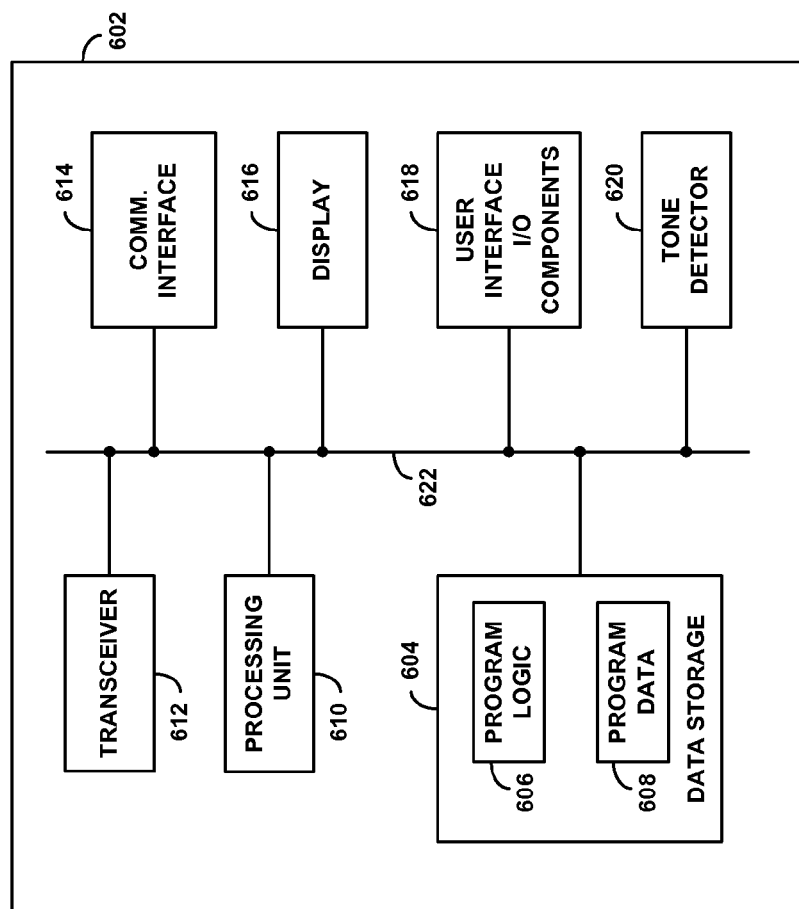 602
TRANSCEIVER
612
614
COMM.
INTERFACE
PROCESSING
UNIT
610
616
DISPLAY
622
604
PROGRAM
LOGIC
606
PROGRAM
DATA
608
DATA STORAGE
618
USER
INTERFACE
I/O
COMPONENTS
620
TONE
DETECTOR